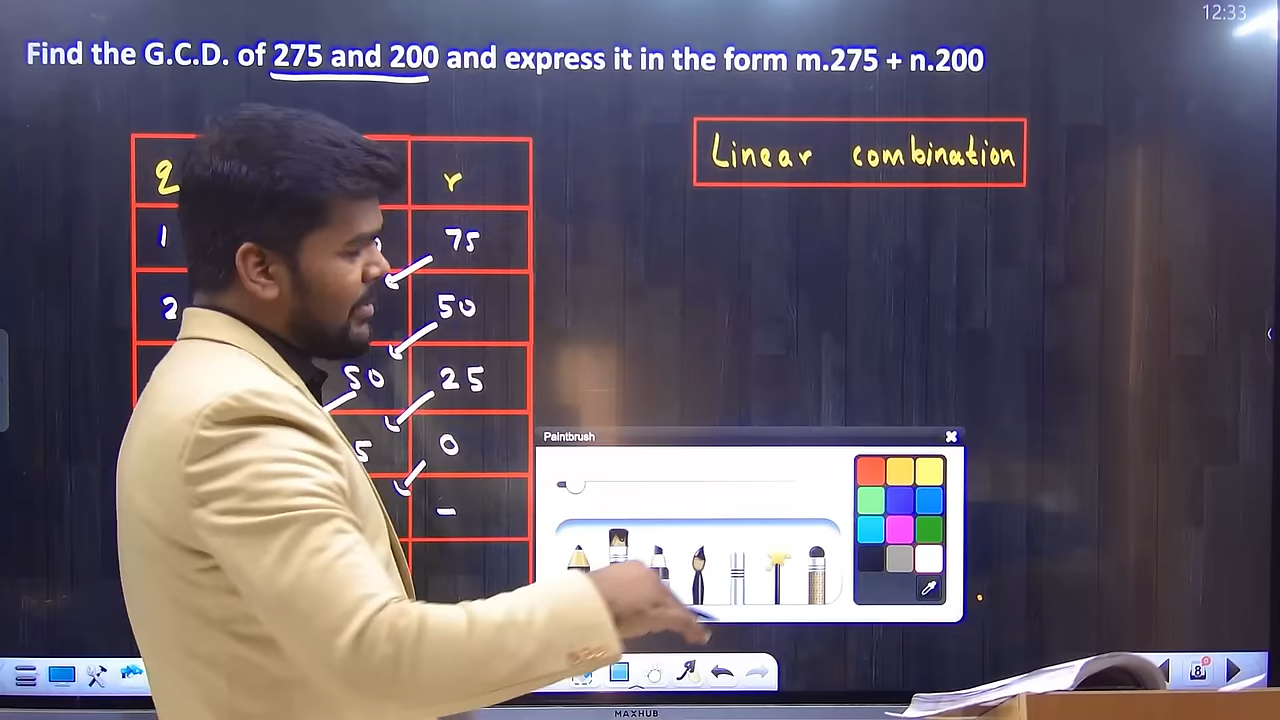 12:33
Find the G.C.D. of 275 and 200 and express it in the form m.275 + n.200
Linear combination
q r
1 75
2 50
50 25
5 0
-
Paintbrush
8
MAXHUB